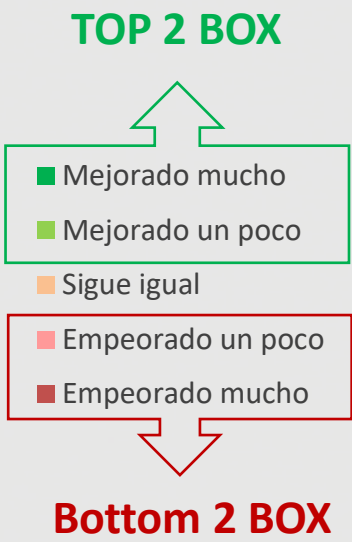 TOP 2 BOX
Mejorado mucho
Mejorado un poco
Sigue igual
Empeorado un poco
Empeorado mucho
Bottom 2 BOX